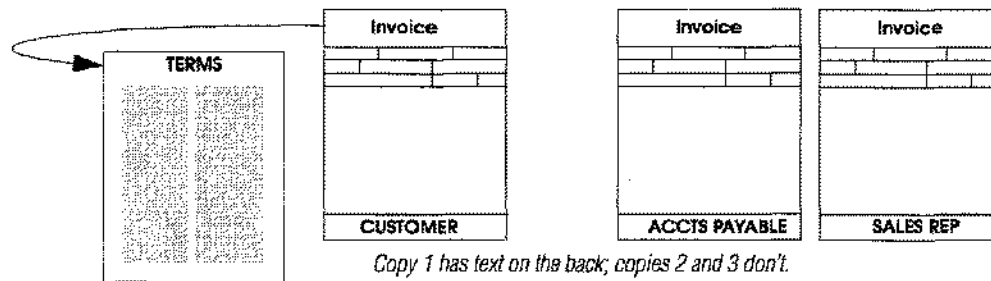 Invoice
Invoice
Invoice
TERMS
CUSTOMER
ACCTS PAYABLE
SALES REP
Copy 1 has text on the back; copies 2 and 3 don't.